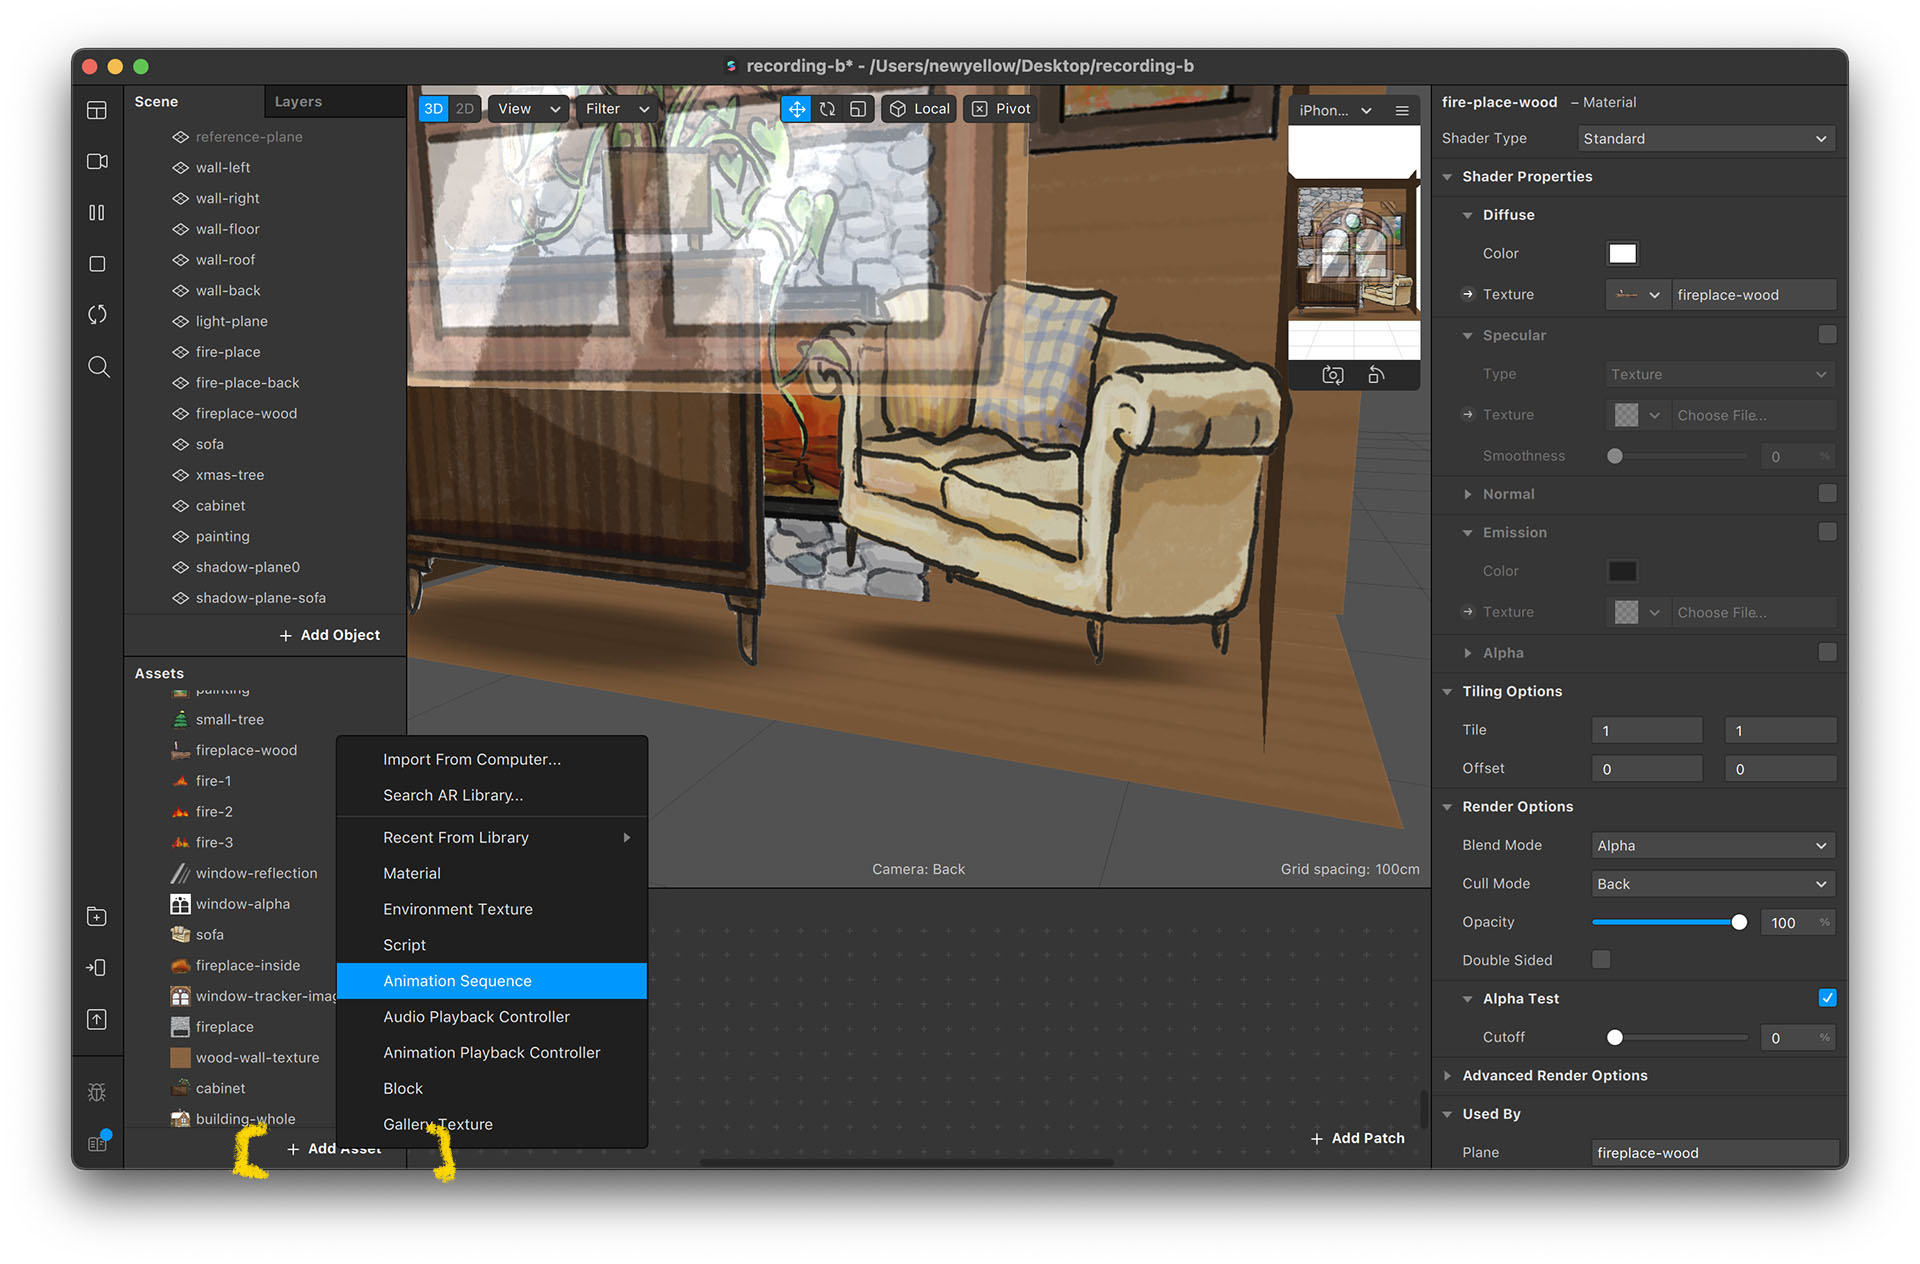 recording-b* - /Users/newyellow/Desktop/recording-b
Scene
Layers
reference-plane
wall-left
wall-right
wall-floor
wall-roof
wall-back
light-plane
fire-place
fire-place-back
fireplace-wood
sofa
xmas-tree
cabinet
painting
shadow-plane0
shadow-plane-sofa
+ Add Object
Assets
painting
small-tree
fireplace-wood
fire-1
fire-2
fire-3
window-reflection
window-alpha
sofa
fireplace-inside
window-tracker-imag
fireplace
wood-wall-texture
cabinet
building-whole
+ Add Asset
Import From Computer...
Search AR Library...
Recent From Library
Material
Environment Texture
Script
Animation Sequence
Audio Playback Controller
Animation Playback Controller
Block
Gallery Texture
3D 2D View Filter Local Pivot
iPhon...
Camera: Back
Grid spacing: 100cm
+ Add Patch
fire-place-wood – Material
Shader Type Standard
Shader Properties
Diffuse
Color
Texture fireplace-wood
Specular
Type Texture
Texture Choose File...
Smoothness 0 %
Normal
Emission
Color
Texture Choose File...
Alpha
Tiling Options
Tile 1 1
Offset 0 0
Render Options
Blend Mode Alpha
Cull Mode Back
Opacity 100 %
Double Sided
Alpha Test
Cutoff 0 %
Advanced Render Options
Used By
Plane fireplace-wood